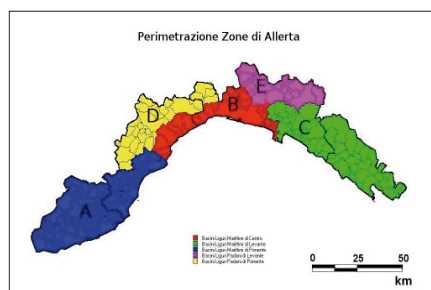 Perimetrazione Zone di Allerta
E
D
B
C
A
Bacini Liguri Marittimi di Centro
Bacini Liguri Marittimi di Levante
Bacini Liguri Marittimi di Ponente
Bacini Liguri Padani di Levante
Bacini Liguri Padani di Ponente
0 25 50
km